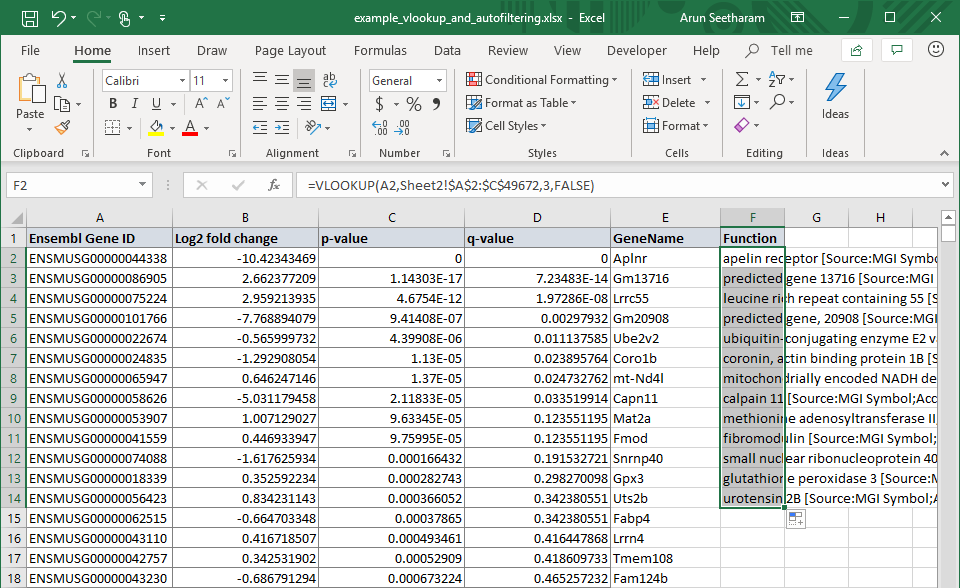 example_vlookup_and_autofiltering.xlsx - Excel Arun Seetharam
File Home Insert Draw Page Layout Formulas Data Review View Developer Help Tell me
Paste
Clipboard
Calibri 11
B I U A A
A
Font
ab
Alignment
General
$ % ,
Number
Conditional Formatting
Format as Table
Cell Styles
Styles
Insert
Delete
Format
Cells
Editing
Ideas
Ideas
F2 fx =VLOOKUP(A2,Sheet2!$A$2:$C$49672,3,FALSE)
A B C D E F G H
1 Ensembl Gene ID Log2 fold change p-value q-value GeneName Function
2 ENSMUSG00000044338 -10.42343469 0 0 Aplnr apelin receptor [Source:MGI Symbo
3 ENSMUSG00000086905 2.662377209 1.14303E-17 7.23483E-14 Gm13716 predicted gene 13716 [Source:MGI
4 ENSMUSG00000075224 2.959213935 4.6754E-12 1.97286E-08 Lrrc55 leucine rich repeat containing 55 [S
5 ENSMUSG00000101766 -7.768894079 9.41408E-07 0.00297932 Gm20908 predicted gene, 20908 [Source:MG
6 ENSMUSG00000022674 -0.565999732 4.39908E-06 0.011137585 Ube2v2 ubiquitin-conjugating enzyme E2 v
7 ENSMUSG00000024835 -1.292908054 1.13E-05 0.023895764 Coro1b coronin, actin binding protein 1B [S
8 ENSMUSG00000065947 0.646247146 1.37E-05 0.024732762 mt-Nd4l mitochondrially encoded NADH de
9 ENSMUSG00000058626 -5.031179458 2.11833E-05 0.033519914 Capn11 calpain 11 [Source:MGI Symbol;Acc
10 ENSMUSG00000053907 1.007129027 9.63345E-05 0.123551195 Mat2a methionine adenosyltransferase II,
11 ENSMUSG00000041559 0.446933947 9.75995E-05 0.123551195 Fmod fibromodulin [Source:MGI Symbol;
12 ENSMUSG00000074088 -1.617625934 0.000166432 0.191532721 Snrnp40 small nuclear ribonucleoprotein 40
13 ENSMUSG00000018339 0.352592234 0.000282743 0.298270098 Gpx3 glutathione peroxidase 3 [Source:M
14 ENSMUSG00000056423 0.834231143 0.000366052 0.342380551 Uts2b urotensin 2B [Source:MGI Symbol;A
15 ENSMUSG00000062515 -0.664703348 0.00037865 0.342380551 Fabp4
16 ENSMUSG00000043110 0.416718507 0.000493461 0.416447868 Lrrn4
17 ENSMUSG00000042757 0.342531902 0.00052909 0.418609733 Tmem108
18 ENSMUSG00000043230 -0.686791294 0.000673224 0.465257232 Fam124b